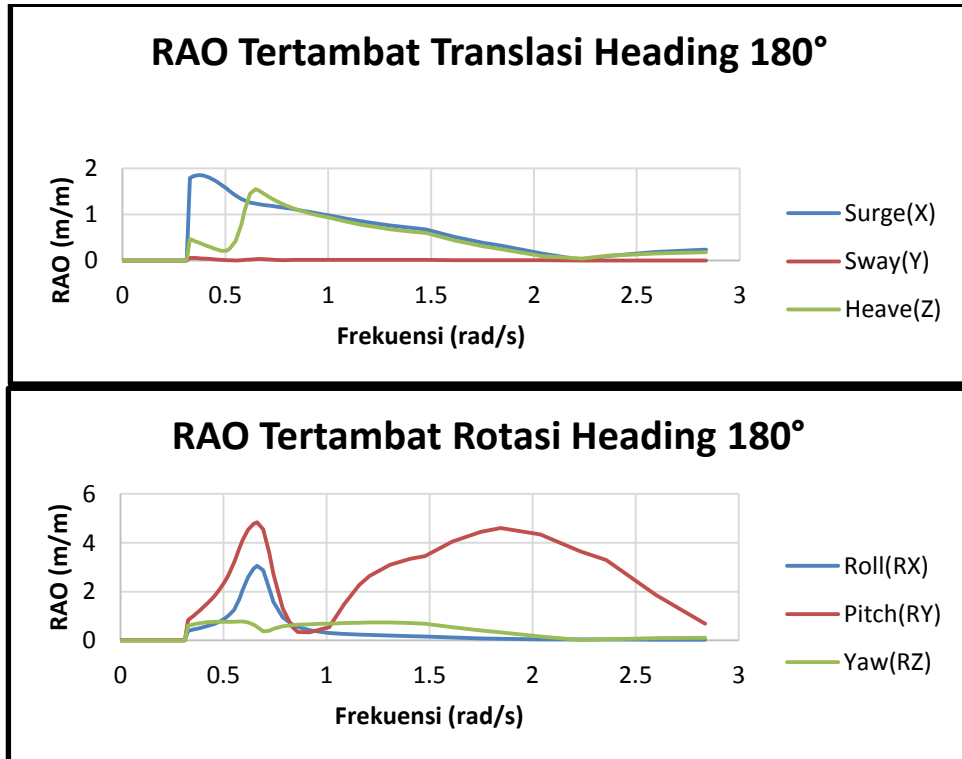 RAO Tertambat Translasi Heading 180°
RAO (m/m)
2
1
0
0 0.5 1 1.5 2 2.5 3
Frekuensi (rad/s)
Surge(X)
Sway(Y)
Heave(Z)
RAO Tertambat Rotasi Heading 180°
RAO (m/m)
6
4
2
0
0 0.5 1 1.5 2 2.5 3
Frekuensi (rad/s)
Roll(RX)
Pitch(RY)
Yaw(RZ)